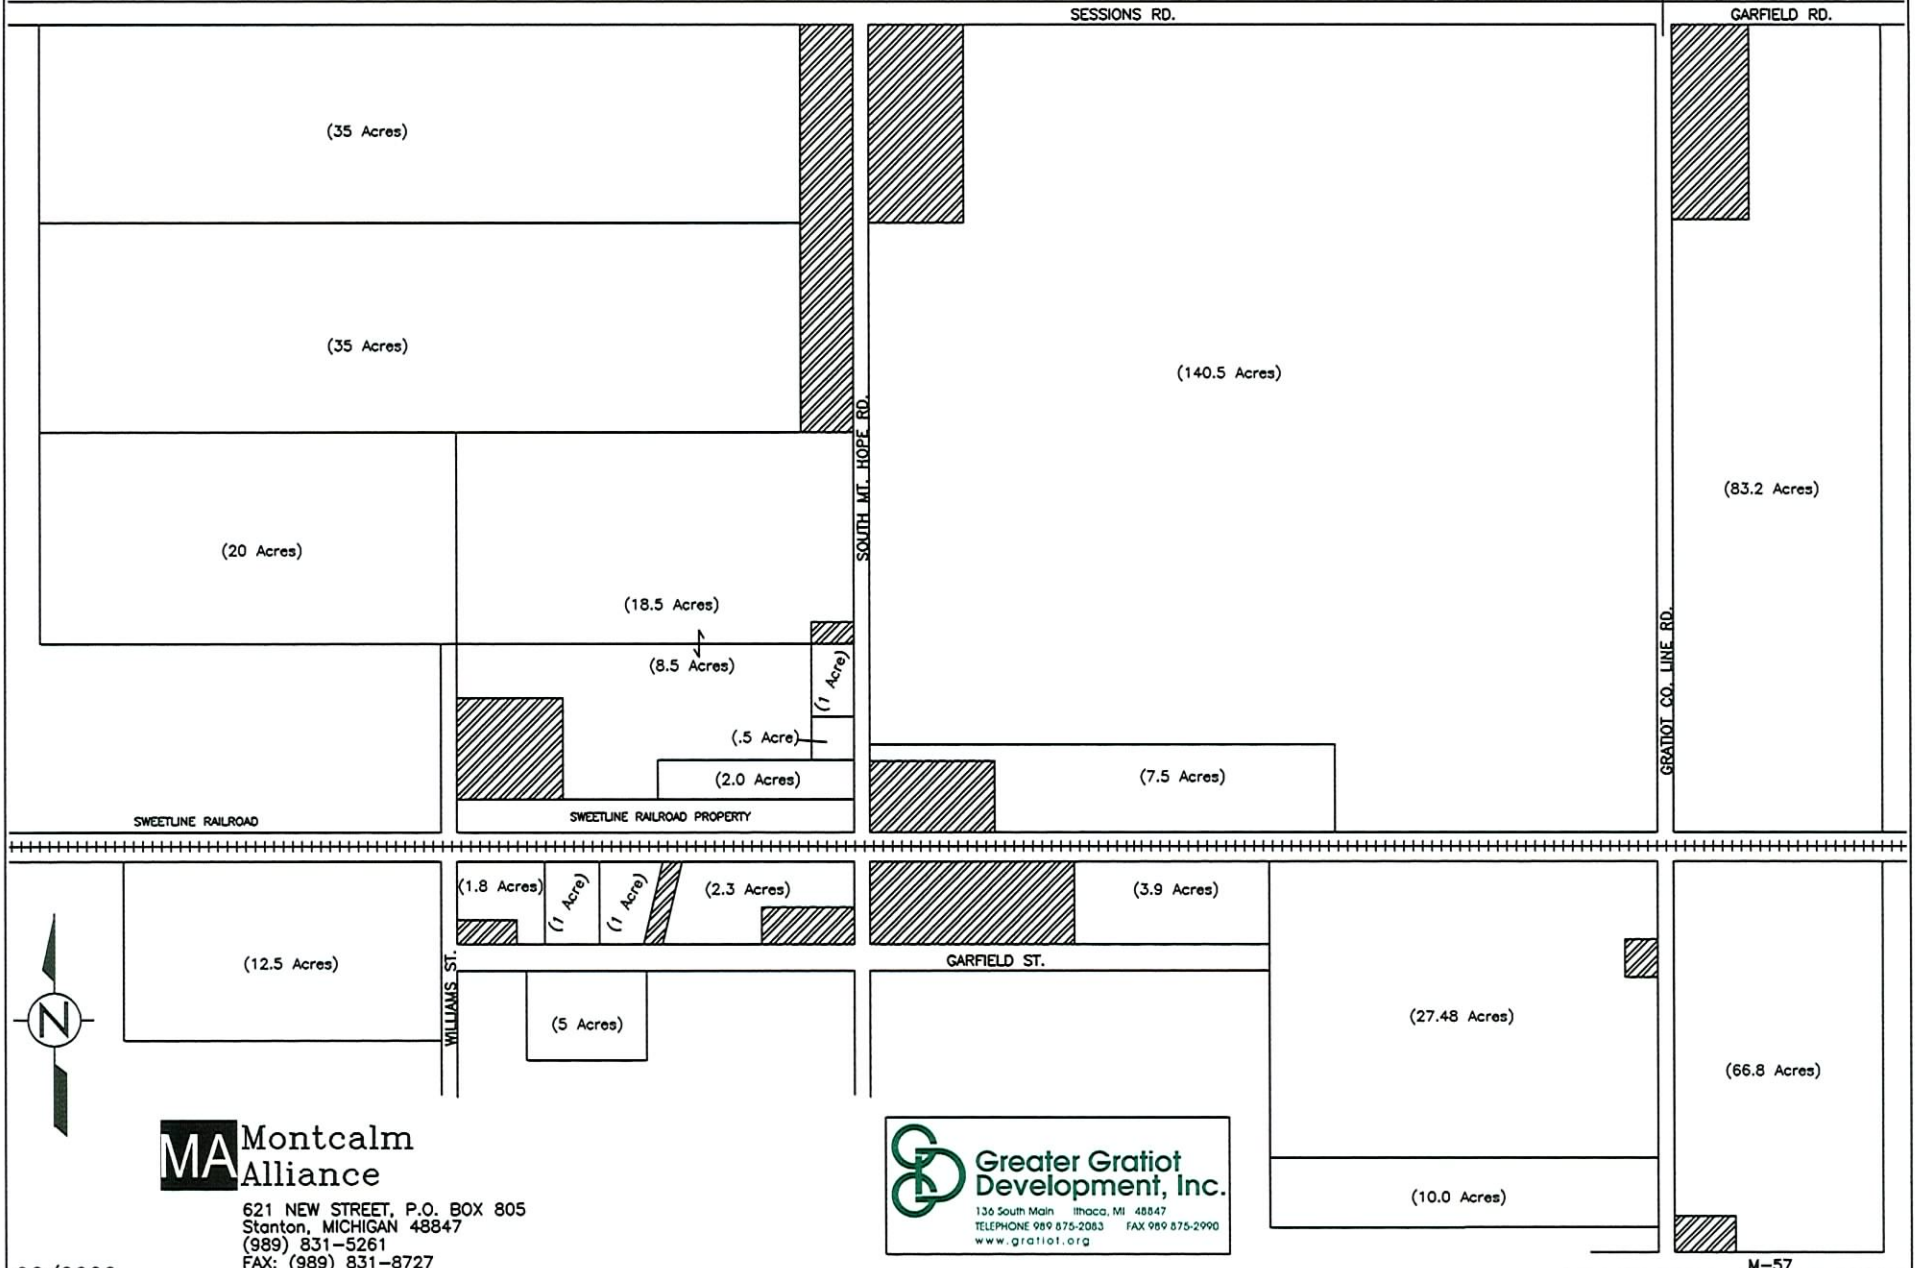 SESSIONS RD.
GARFIELD RD.
(35 Acres)
(35 Acres)
(140.5 Acres)
SOUTH MT. HOPE RD.
(83.2 Acres)
(20 Acres)
(18.5 Acres)
(8.5 Acres)
(1 Acre)
GRATIOT CO. LINE RD.
(.5 Acre)
(2.0 Acres)
(7.5 Acres)
SWEETLINE RAILROAD
SWEETLINE RAILROAD PROPERTY
(1.8 Acres)
(1 Acre)
(1 Acre)
(2.3 Acres)
(3.9 Acres)
(12.5 Acres)
WILLIAMS ST.
GARFIELD ST.
N
(5 Acres)
(27.48 Acres)
(66.8 Acres)
(10.0 Acres)
MA Montcalm
Alliance
621 NEW STREET, P.O. BOX 805
Stanton, MICHIGAN 48847
(989) 831-5261
FAX: (989) 831-8727
GGD
Greater Gratiot
Development, Inc.
136 South Main Ithaca, MI 48847
TELEPHONE 989 875-2083 FAX 989 875-2990
www.gratiot.org
M-57